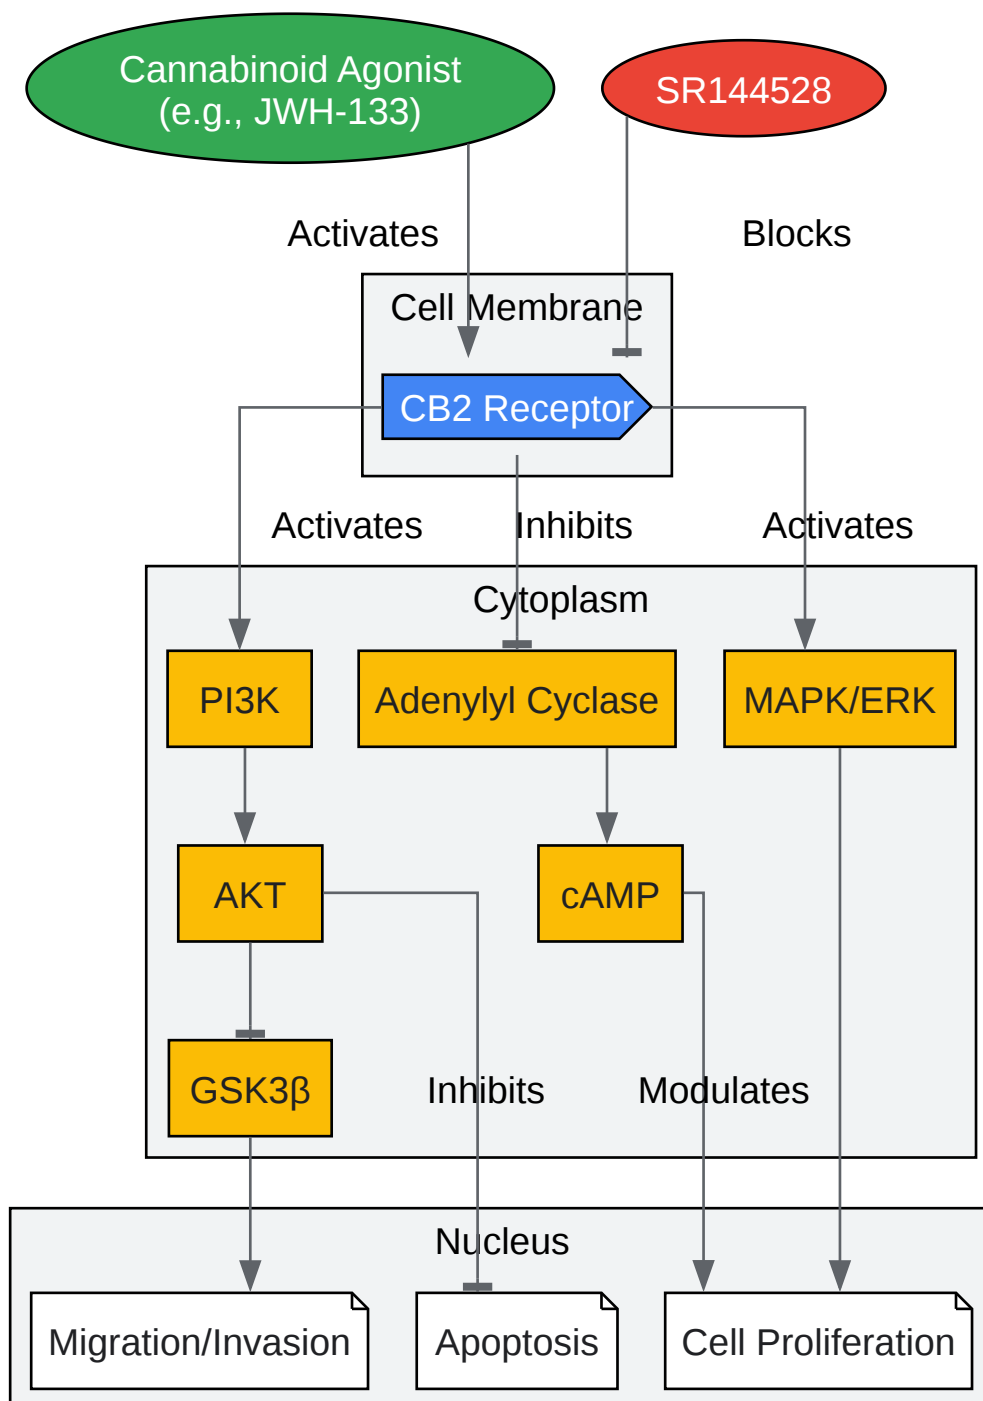 Cannabinoid Agonist
(e.g., JWH-133)
SR144528
Activates
Blocks
Cell Membrane
CB2 Receptor
Activates
Inhibits
Activates
Cytoplasm
PI3K
Adenylyl Cyclase
MAPK/ERK
AKT
cAMP
GSK3β
Inhibits
Modulates
Nucleus
Migration/Invasion
Apoptosis
Cell Proliferation